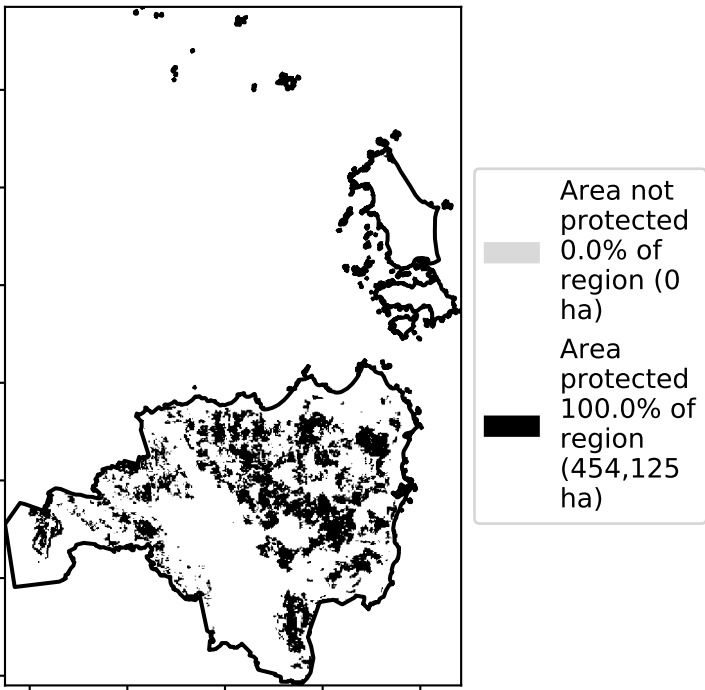 Area not
protected
0.0% of
region (0
ha)
Area
protected
100.0% of
region
(454,125
ha)